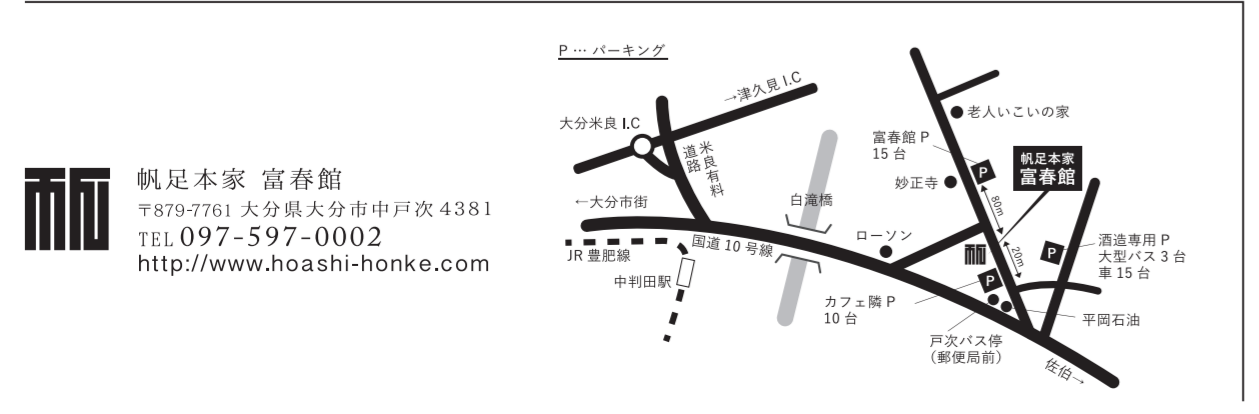 帆足本家 富春館
〒879-7761 大分県大分市中戸次 4381
TEL 097-597-0002
http://www.hoashi-honke.com
P … パーキング
→津久見 I.C
大分米良 I.C
米良有料
道路
←大分市街
白滝橋
国道 10 号線
JR 豊肥線
中判田駅
ローソン
老人いこいの家
富春館 P
15 台
P
帆足本家
富春館
妙正寺
80m
20m
P
酒造専用 P
大型バス 3 台
車 15 台
P
カフェ隣 P
10 台
平岡石油
戸次バス停
（郵便局前）
佐伯→